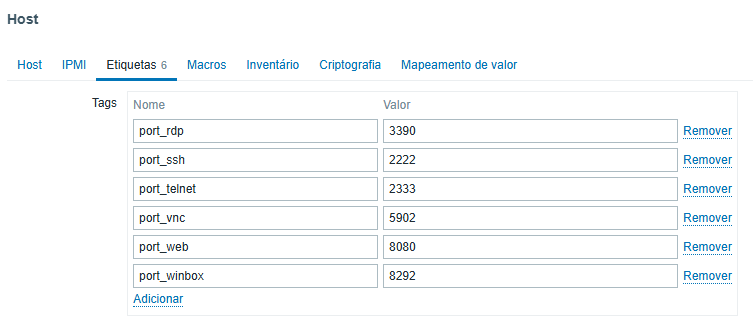 Host
Host IPMI Etiquetas 6 Macros Inventário Criptografia Mapeamento de valor
Tags Nome Valor
port_rdp 3390 Remover
port_ssh 2222 Remover
port_telnet 2333 Remover
port_vnc 5902 Remover
port_web 8080 Remover
port_winbox 8292 Remover
Adicionar